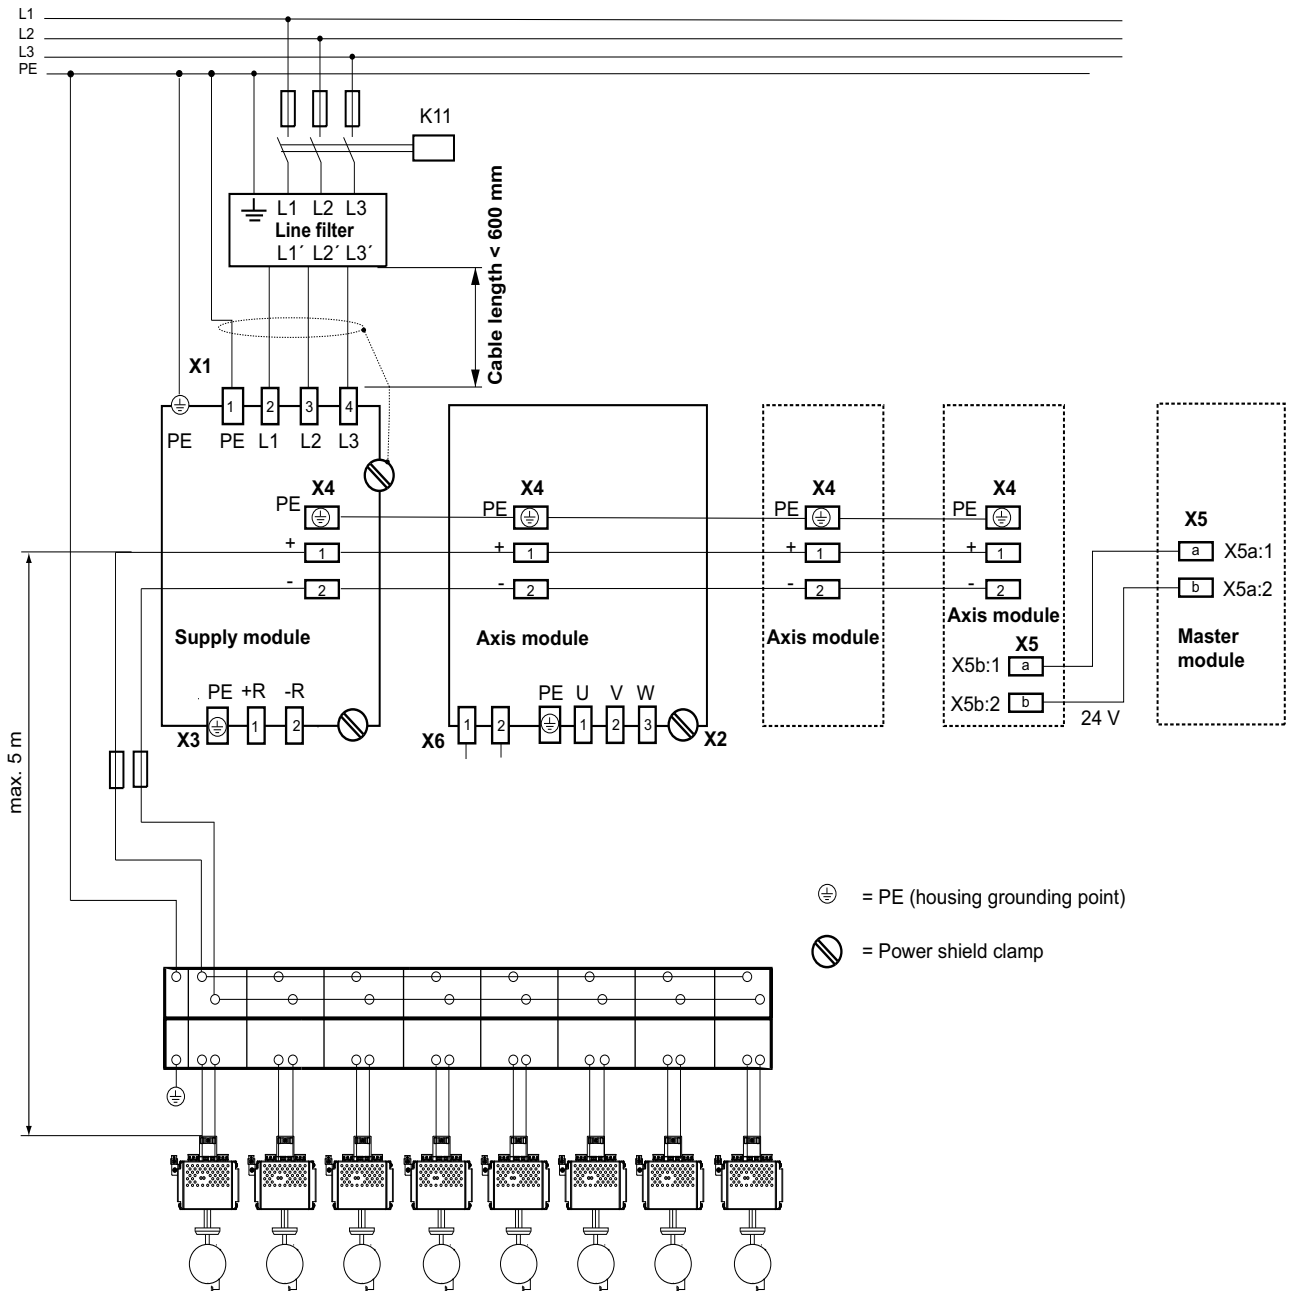 L1
L2
L3
PE
K11
L1 L2 L3
Line filter
L1´ L2´ L3´
Cable length < 600 mm
X1
1 2 3 4
PE PE L1 L2 L3
X4 X4 X4 X4
PE PE PE PE
X5
+ 1 + 1 + 1 + 1
a X5a:1
- 2 - 2 - 2 - 2
b X5a:2
Supply module
Axis module
Axis module
Axis module
Master
module
X5
X5b:1 a
X5b:2 b
24 V
PE +R -R
X3
1 2
PE U V W
X6
1 2 1 2 3
X2
max. 5 m
= PE (housing grounding point)
= Power shield clamp